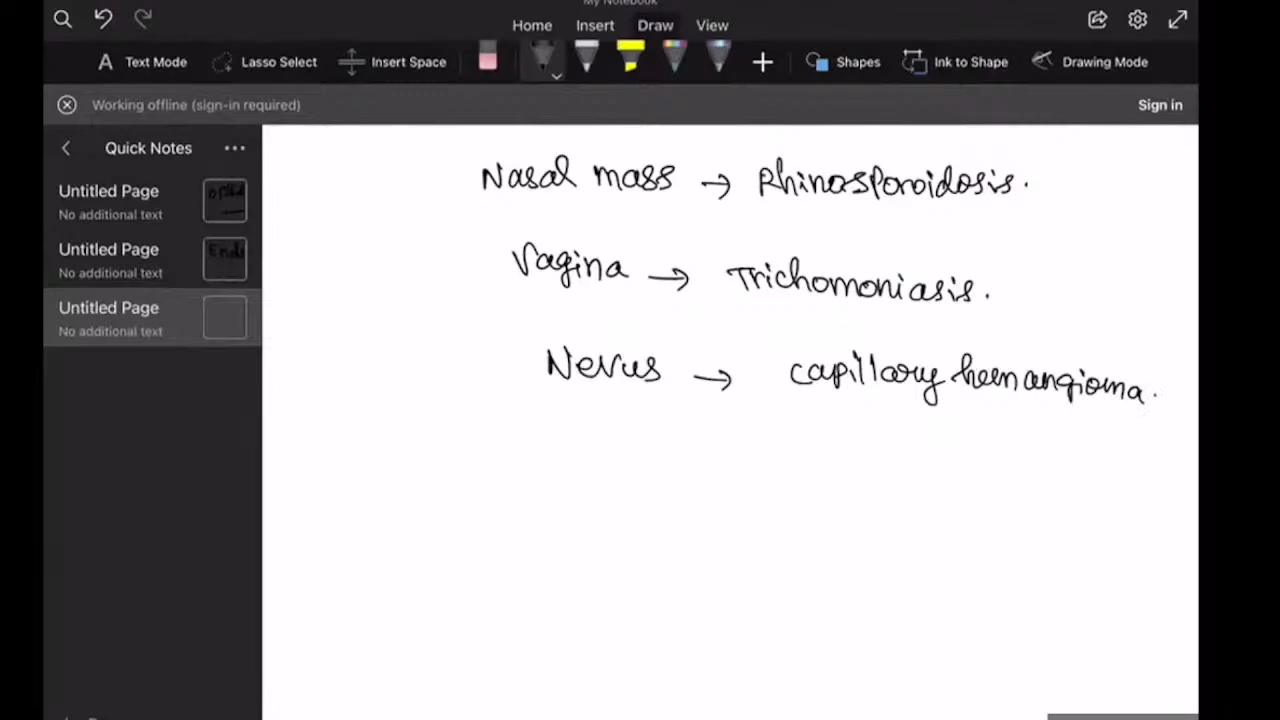 My Notebook
Home Insert Draw View
Text Mode Lasso Select Insert Space Shapes Ink to Shape Drawing Mode
Working offline (sign-in required) Sign in
Quick Notes
Untitled Page
No additional text
Untitled Page
No additional text
Untitled Page
No additional text
Nasal mass → Rhinosporoidosis.
Vagina → Trichomoniasis.
Nevus → capillary hemangioma.